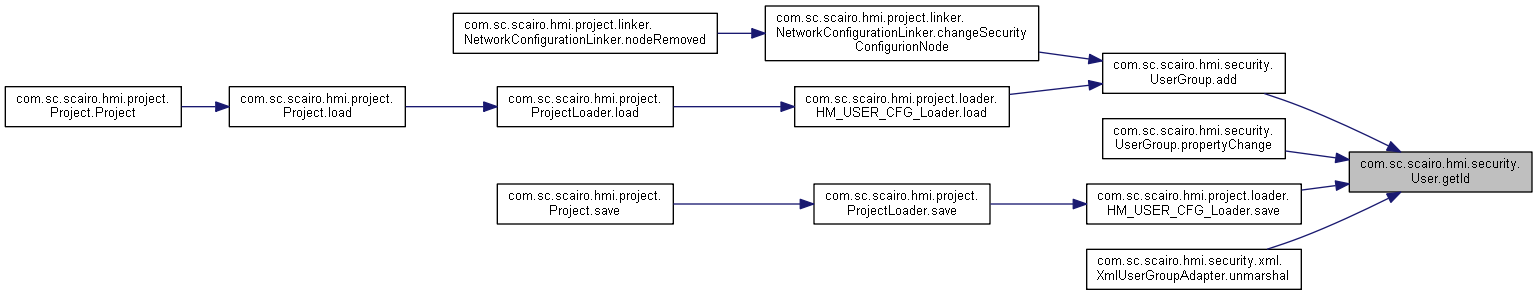 com.sc.scairo.hmi.project.linker.
NetworkConfigurationLinker.nodeRemoved
com.sc.scairo.hmi.project.linker.
NetworkConfigurationLinker.changeSecurity
ConfigurionNode
com.sc.scairo.hmi.security.
UserGroup.add
com.sc.scairo.hmi.project.
Project.Project
com.sc.scairo.hmi.project.
Project.load
com.sc.scairo.hmi.project.
ProjectLoader.load
com.sc.scairo.hmi.project.loader.
HM_USER_CFG_Loader.load
com.sc.scairo.hmi.security.
UserGroup.propertyChange
com.sc.scairo.hmi.security.
User.getId
com.sc.scairo.hmi.project.
Project.save
com.sc.scairo.hmi.project.
ProjectLoader.save
com.sc.scairo.hmi.project.loader.
HM_USER_CFG_Loader.save
com.sc.scairo.hmi.security.xml.
XmlUserGroupAdapter.unmarshal